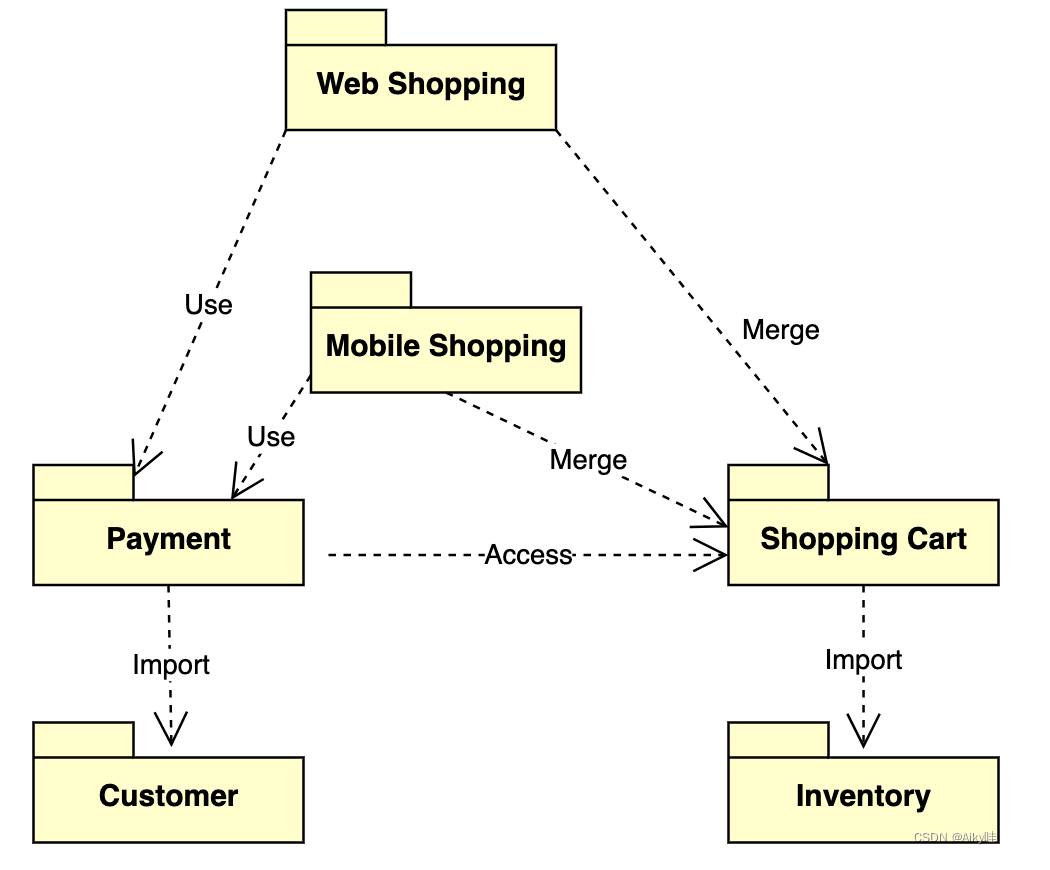 Web Shopping
Use
Merge
Mobile Shopping
Use
Merge
Payment
Access
Shopping Cart
Import
Import
Customer
Inventory
CSDN @Aiky哇